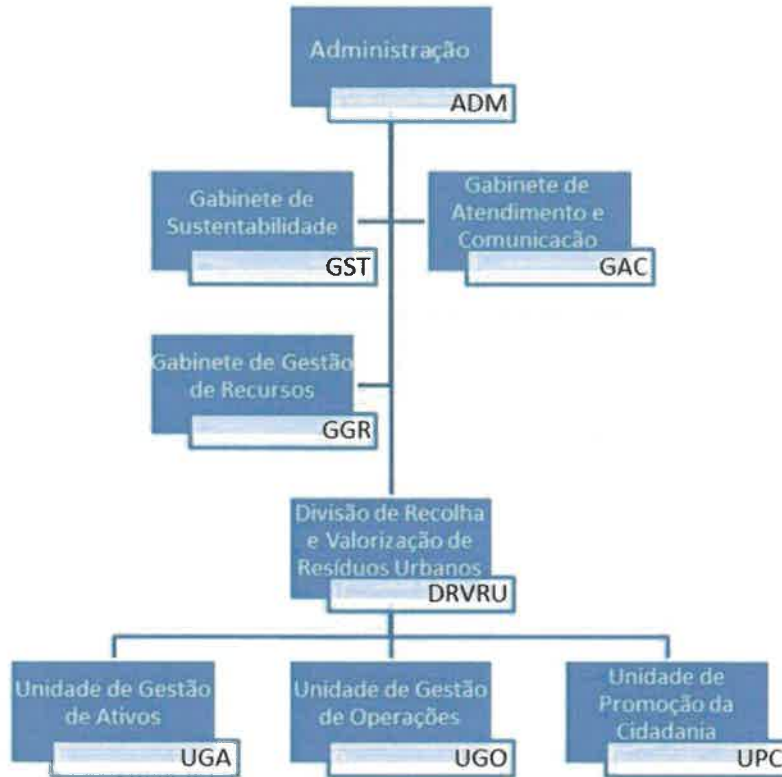 Administração
ADM
Gabinete de
Sustentabilidade
GST
Gabinete de
Atendimento e
Comunicacão
GAC
Gabinete de Gestão
de Recursos
GGR
Divisão de Recolha
e Valorização de
Resíduos Urbanos
DRVRU
Unidade de Gestão
de Ativos
UGA
Unidade de Gestão
de Operações
UGO
Unidade de
Promoção da
Cidadania
UPC